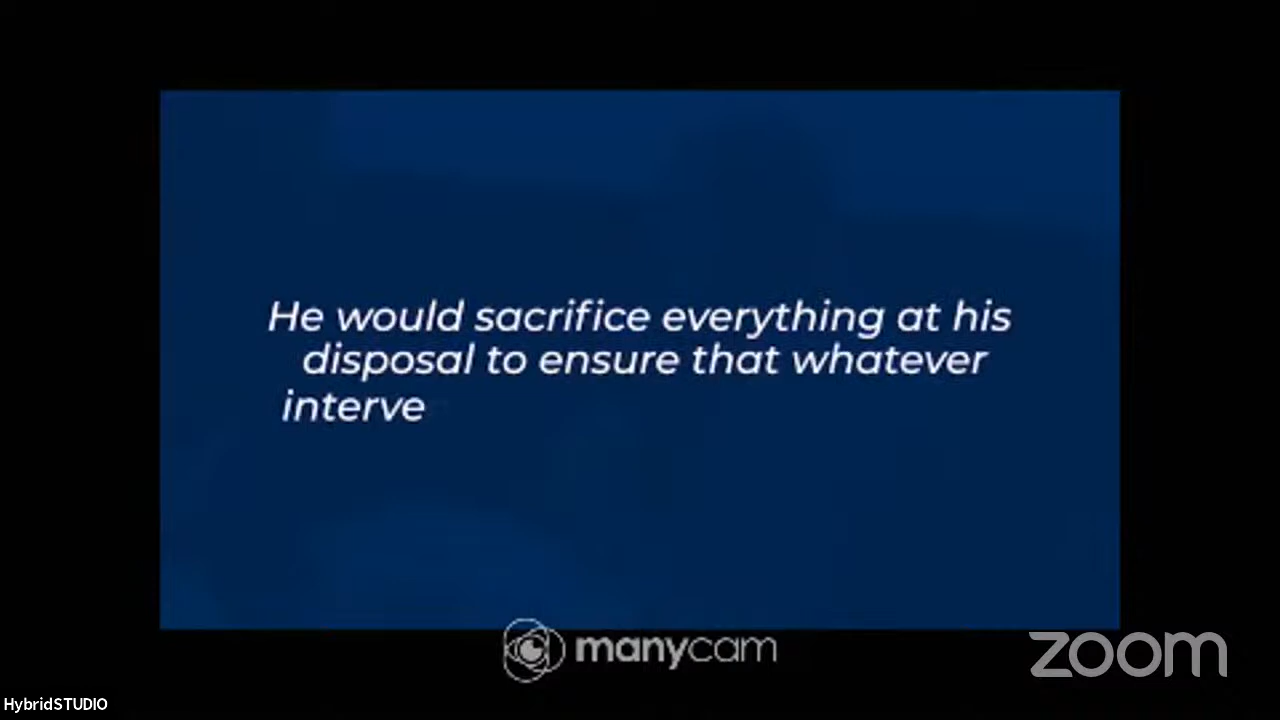 He would sacrifice everything at his
disposal to ensure that whatever
interve
manycam
zoom
HybridSTUDIO